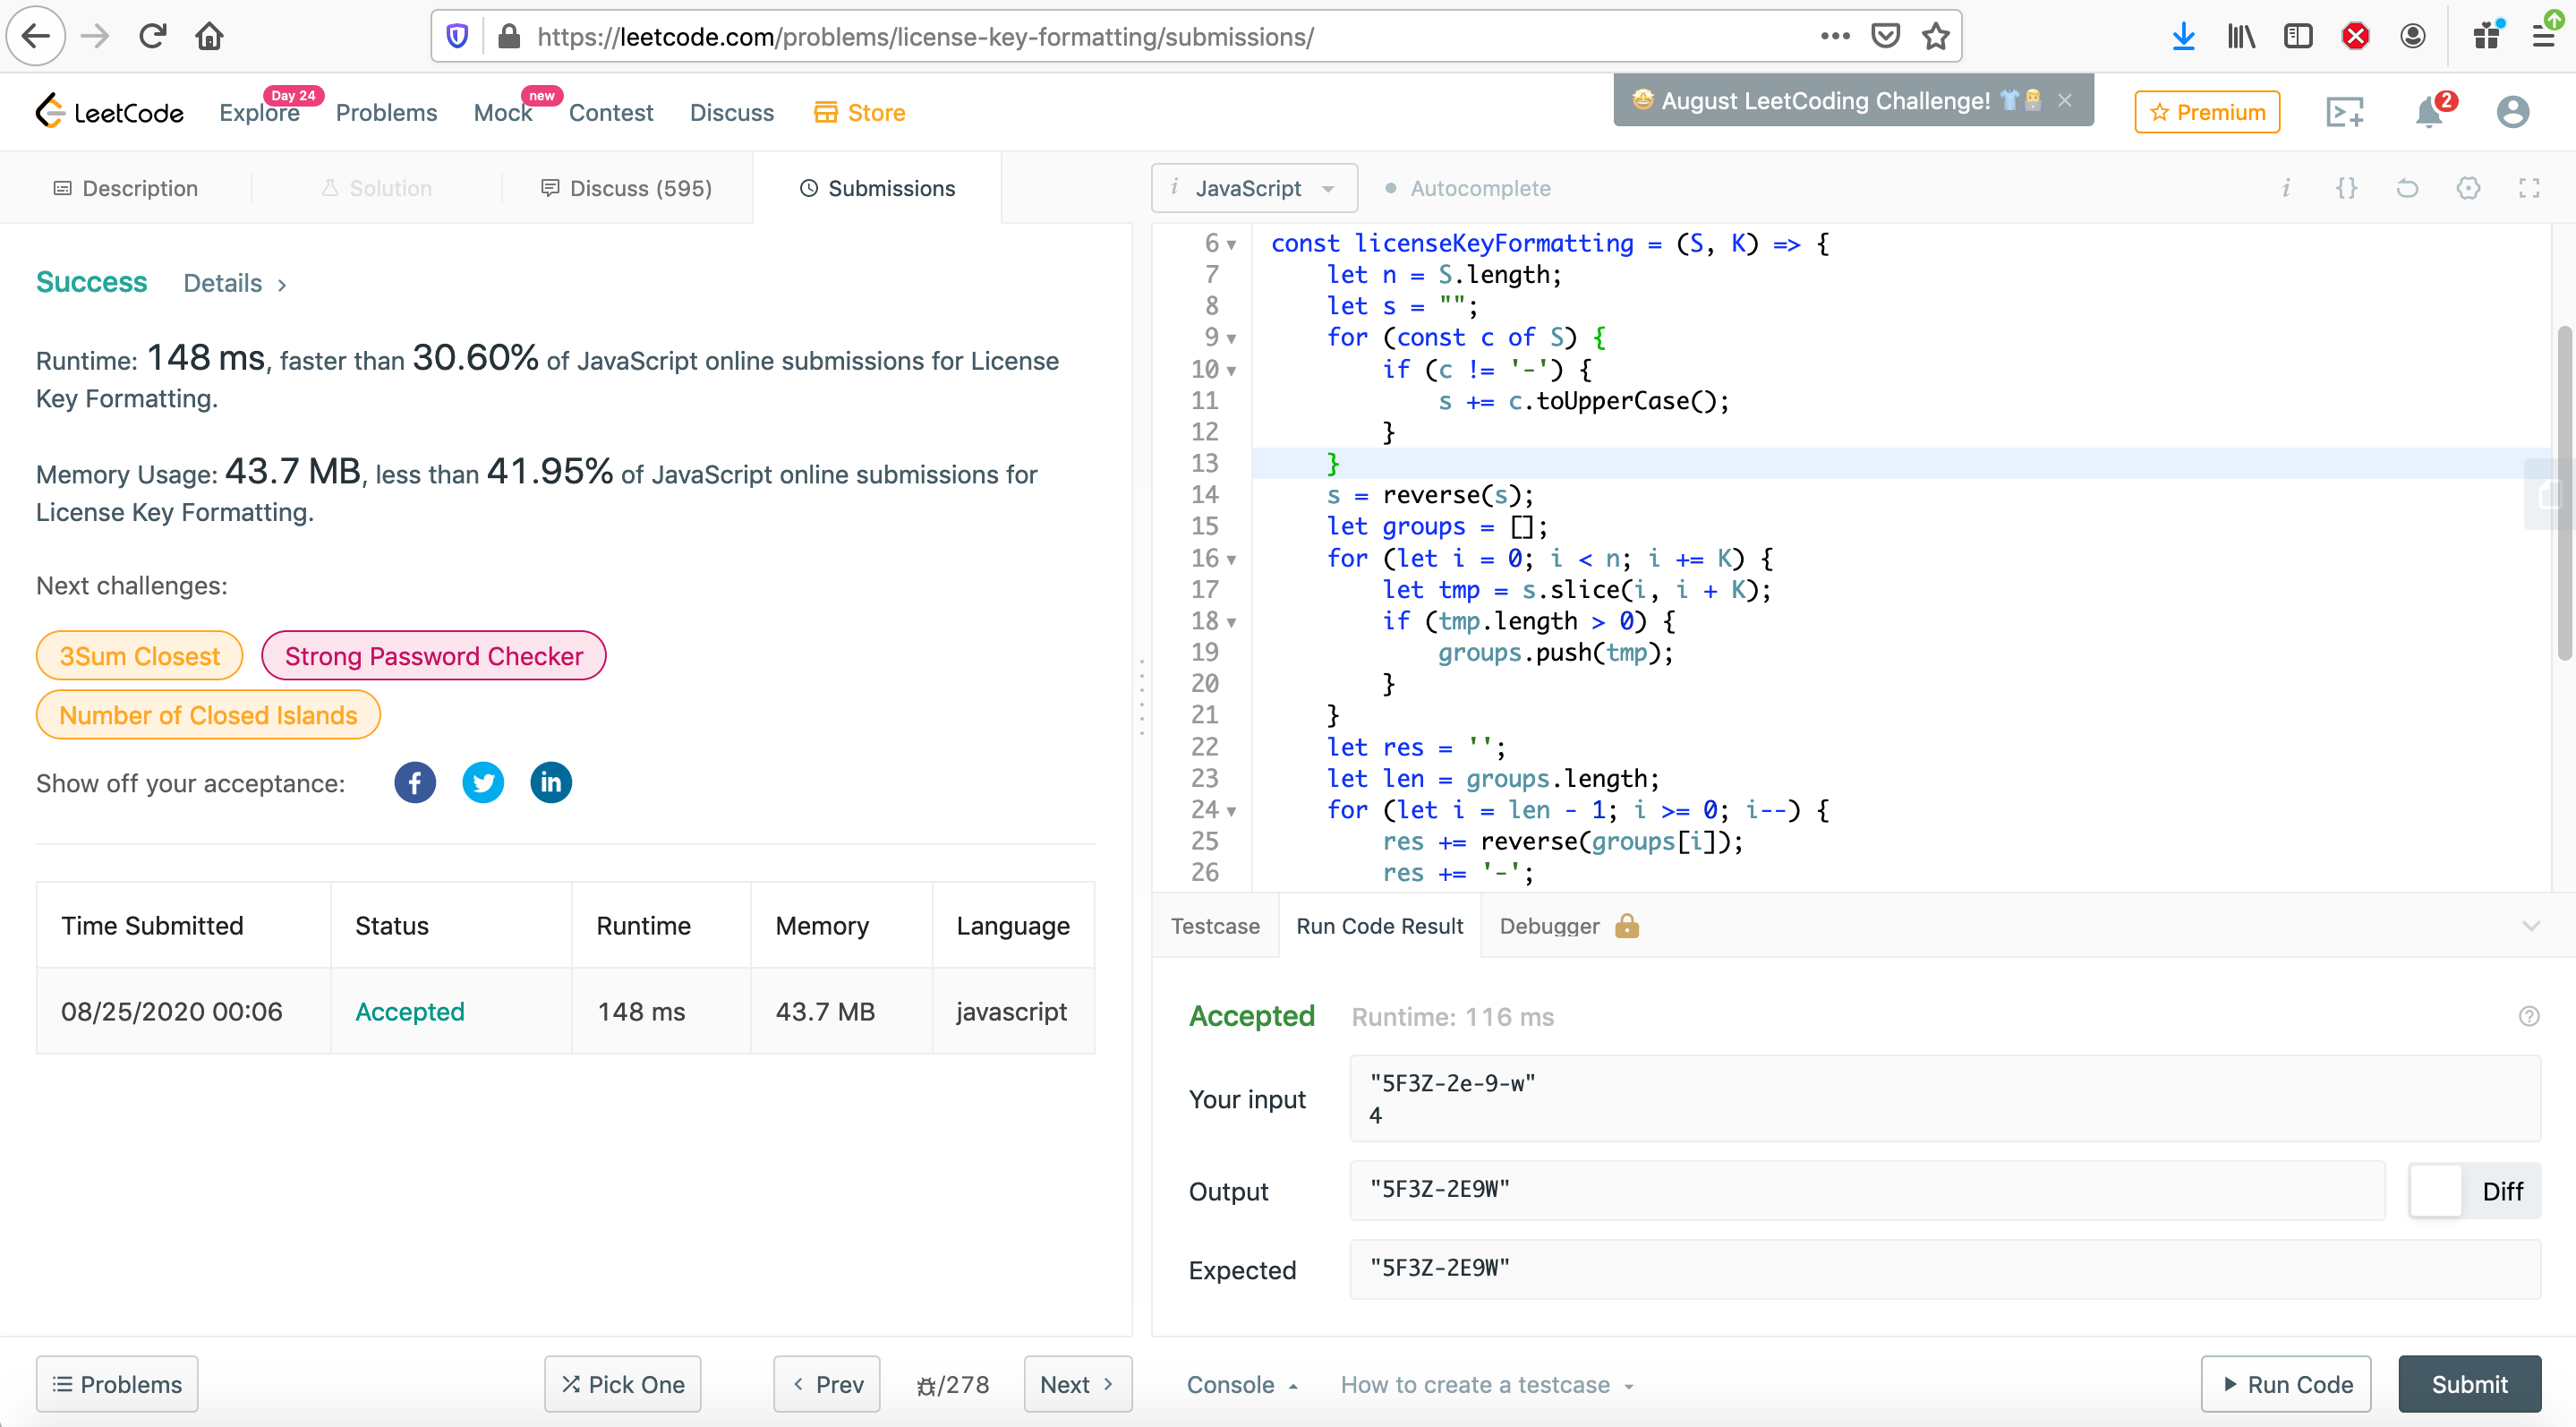 https://leetcode.com/problems/license-key-formatting/submissions/
LeetCode
Explore
Day 24
Problems
Mock
new
Contest
Discuss
Store
🤩 August LeetCoding Challenge! 👕
Premium
2
Description
Solution
Discuss (595)
Submissions
i JavaScript
Autocomplete
Success Details >
Runtime: 148 ms, faster than 30.60% of JavaScript online submissions for License
Key Formatting.
Memory Usage: 43.7 MB, less than 41.95% of JavaScript online submissions for
License Key Formatting.
Next challenges:
3Sum Closest
Strong Password Checker
Number of Closed Islands
Show off your acceptance:
Time Submitted Status Runtime Memory Language
08/25/2020 00:06 Accepted 148 ms 43.7 MB javascript
6 const licenseKeyFormatting = (S, K) => {
7 let n = S.length;
8 let s = "";
9 for (const c of S) {
10 if (c != '-') {
11 s += c.toUpperCase();
12 }
13 }
14 s = reverse(s);
15 let groups = [];
16 for (let i = 0; i < n; i += K) {
17 let tmp = s.slice(i, i + K);
18 if (tmp.length > 0) {
19 groups.push(tmp);
20 }
21 }
22 let res = '';
23 let len = groups.length;
24 for (let i = len - 1; i >= 0; i--) {
25 res += reverse(groups[i]);
26 res += '-';
Testcase
Run Code Result
Debugger
Accepted Runtime: 116 ms
Your input
"5F3Z-2e-9-w"
4
Output
"5F3Z-2E9W"
Diff
Expected
"5F3Z-2E9W"
Problems
Pick One
Prev
/278
Next
Console
How to create a testcase
Run Code
Submit